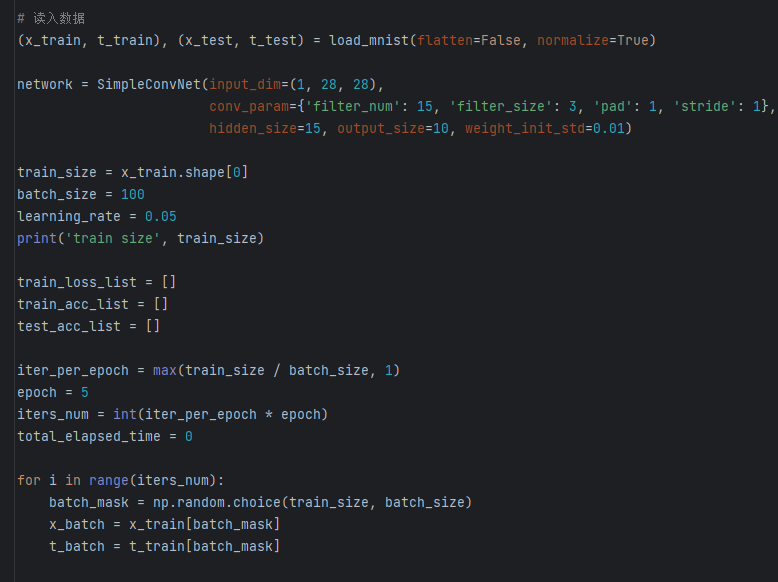 # 读入数据
(x_train, t_train), (x_test, t_test) = load_mnist(flatten=False, normalize=True)
network = SimpleConvNet(input_dim=(1, 28, 28),
conv_param={'filter_num': 15, 'filter_size': 3, 'pad': 1, 'stride': 1},
hidden_size=15, output_size=10, weight_init_std=0.01)
train_size = x_train.shape[0]
batch_size = 100
learning_rate = 0.05
print('train size', train_size)
train_loss_list = []
train_acc_list = []
test_acc_list = []
iter_per_epoch = max(train_size / batch_size, 1)
epoch = 5
iters_num = int(iter_per_epoch * epoch)
total_elapsed_time = 0
for i in range(iters_num):
    batch_mask = np.random.choice(train_size, batch_size)
    x_batch = x_train[batch_mask]
    t_batch = t_train[batch_mask]